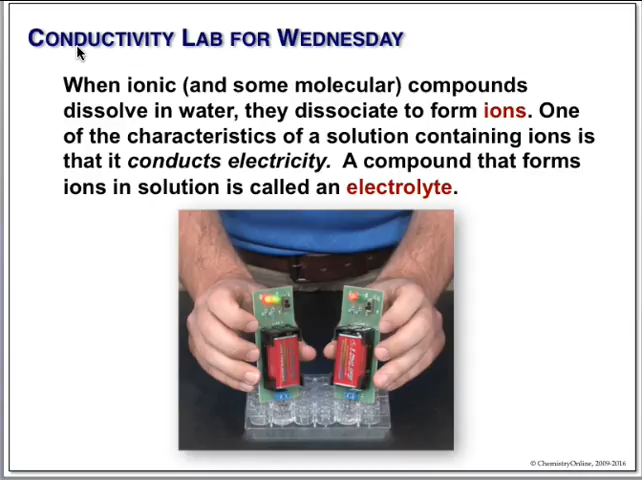 CONDUCTIVITY LAB FOR WEDNESDAY
When ionic (and some molecular) compounds
dissolve in water, they dissociate to form ions. One
of the characteristics of a solution containing ions is
that it conducts electricity. A compound that forms
ions in solution is called an electrolyte.
© ChemistryOnline, 2009-2016